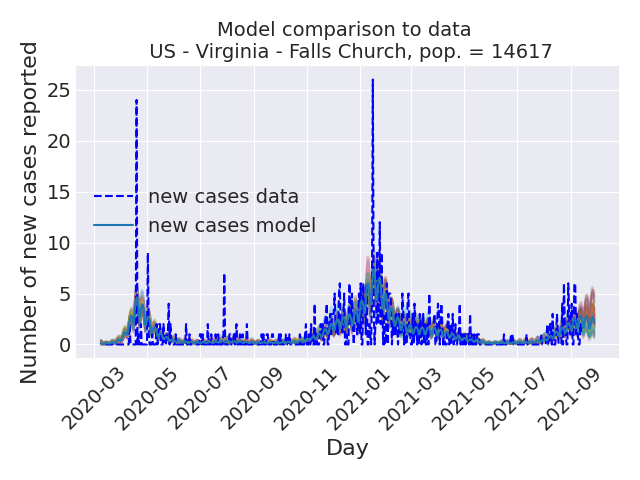 Model comparison to data
US - Virginia - Falls Church, pop. = 14617
Number of new cases reported
25
20
15
10
5
0
new cases data
new cases model
2020-03
2020-05
2020-07
2020-09
2020-11
2021-01
2021-03
2021-05
2021-07
2021-09
Day